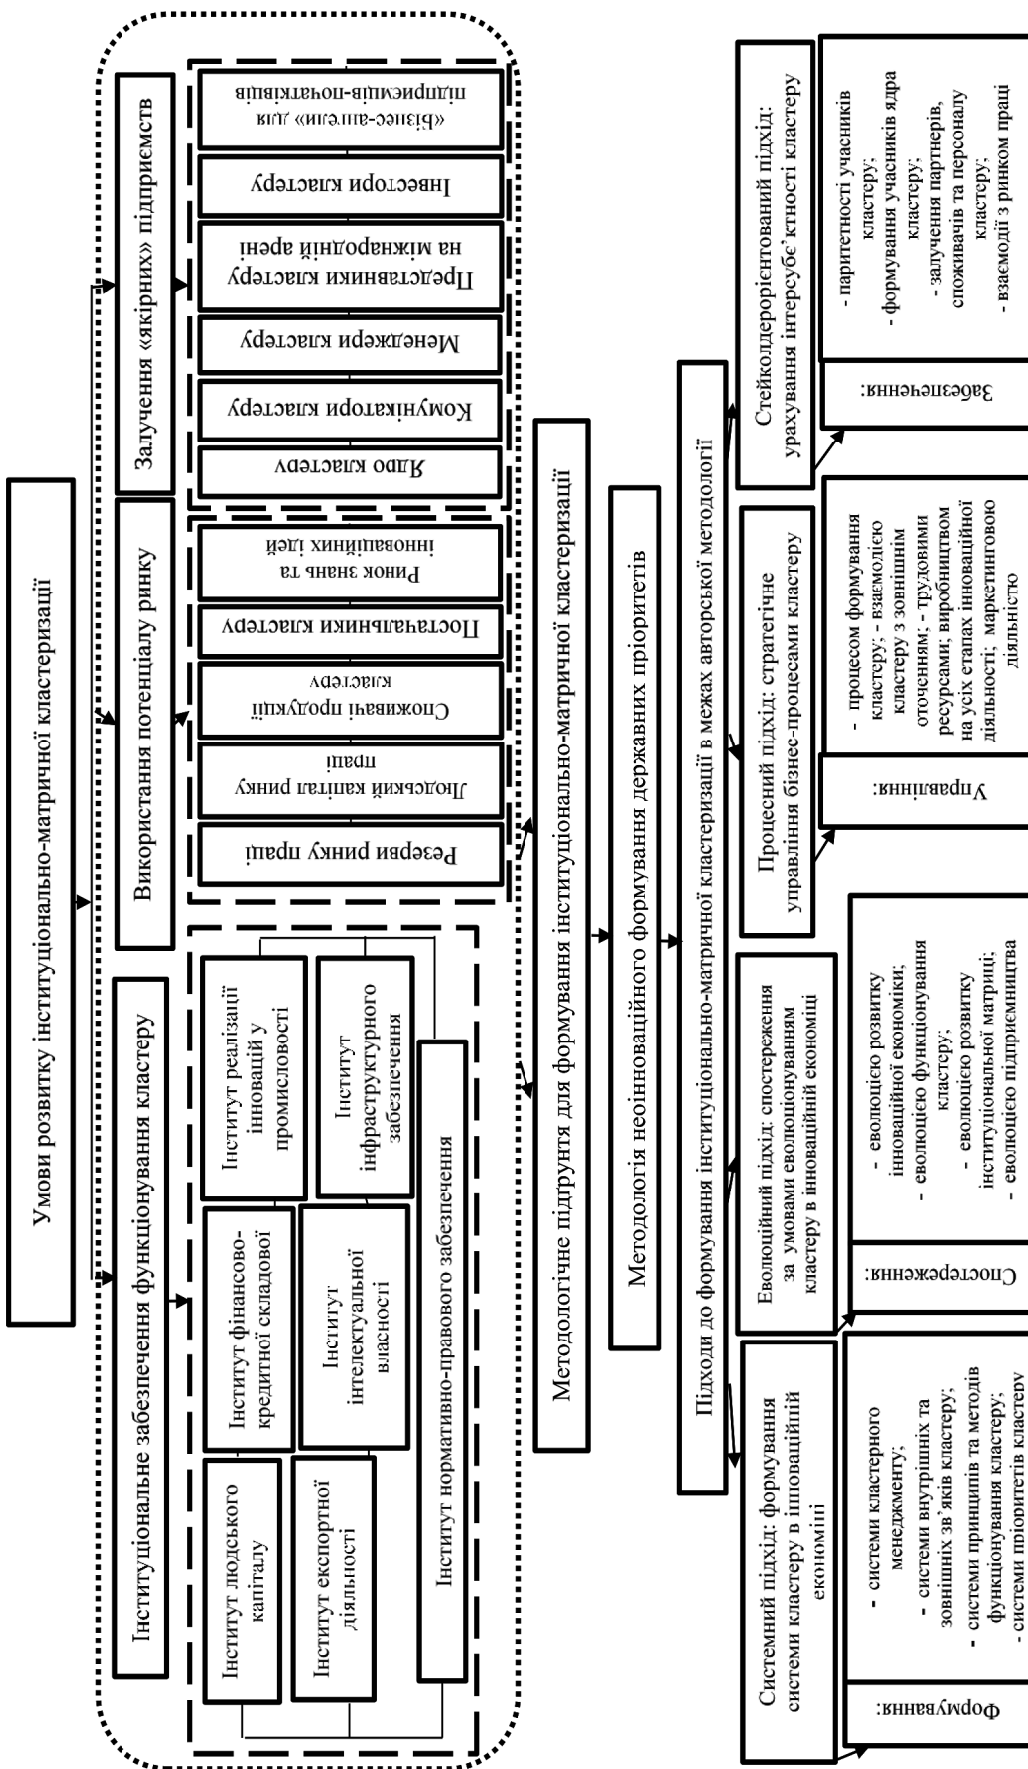 Умови розвитку інституціонально-матричної кластеризації
Інституціональне забезпечення функціонування кластеру
Використання потенціалу ринку
Залучення «якірних» підприємств
Інститут людського
капіталу
Інститут фінансово-
кредитної складової
Інститут реалізації
інновацій у
промисловості
Інститут експортної
діяльності
Інститут
інтелектуальної
власності
Інститут
інфраструктурного
забезпечення
Інститут нормативно-правового забезпечення
Резерви ринку праці
Людський капітал ринку
праці
Споживачі продукції
кластеру
Постачальники кластеру
Ринок знань та
інноваційних ідей
Ядро кластеру
Комунікатори кластеру
Менеджери кластеру
Представники кластеру
на міжнародній арені
Інвестори кластеру
«Бізнес-ангели» для
підприємців-початківців
Методологічне підґрунтя для формування інституціонально-матричної кластеризації
Методологія неоінноваційного формування державних пріоритетів
Підходи до формування інституціонально-матричної кластеризації в межах авторської методології
Системний підхід: формування
системи кластеру в інноваційній
економіні
Еволюційний підхід: спостереження
за умовами еволюціонуванням
кластеру в інноваційній економіці
Процесний підхід: стратегічне
управління бізнес-процесами кластеру
Стейколдерорієнтований підхід:
урахування інтерсубє'ктності кластеру
Формування:
- системи кластерного
менеджменту;
- системи внутрішніх та
зовнішніх зв'яків кластеру;
- системи принципів та методів
функціонування кластеру;
- системи пріоритетів кластеру
Спостереження:
- еволюцією розвитку
інноваційної економіки;
- еволюцією функціонування
кластеру;
- еволюцією розвитку
інституціональної матриці;
- еволюцією підприємництва
Управління:
- процесом формування
кластеру; - взаємодією
кластеру з зовнішнім
оточенням; - трудовими
ресурсами; виробництвом
на усіх етапах інноваційної
діяльності; маркетинговою
діяльністю
Забезпечення:
- паритетності учасників
кластеру;
- формування учасників ядра
кластеру;
- залучення партнерів,
споживачів та персоналу
кластеру;
- взаємодії з ринком праці